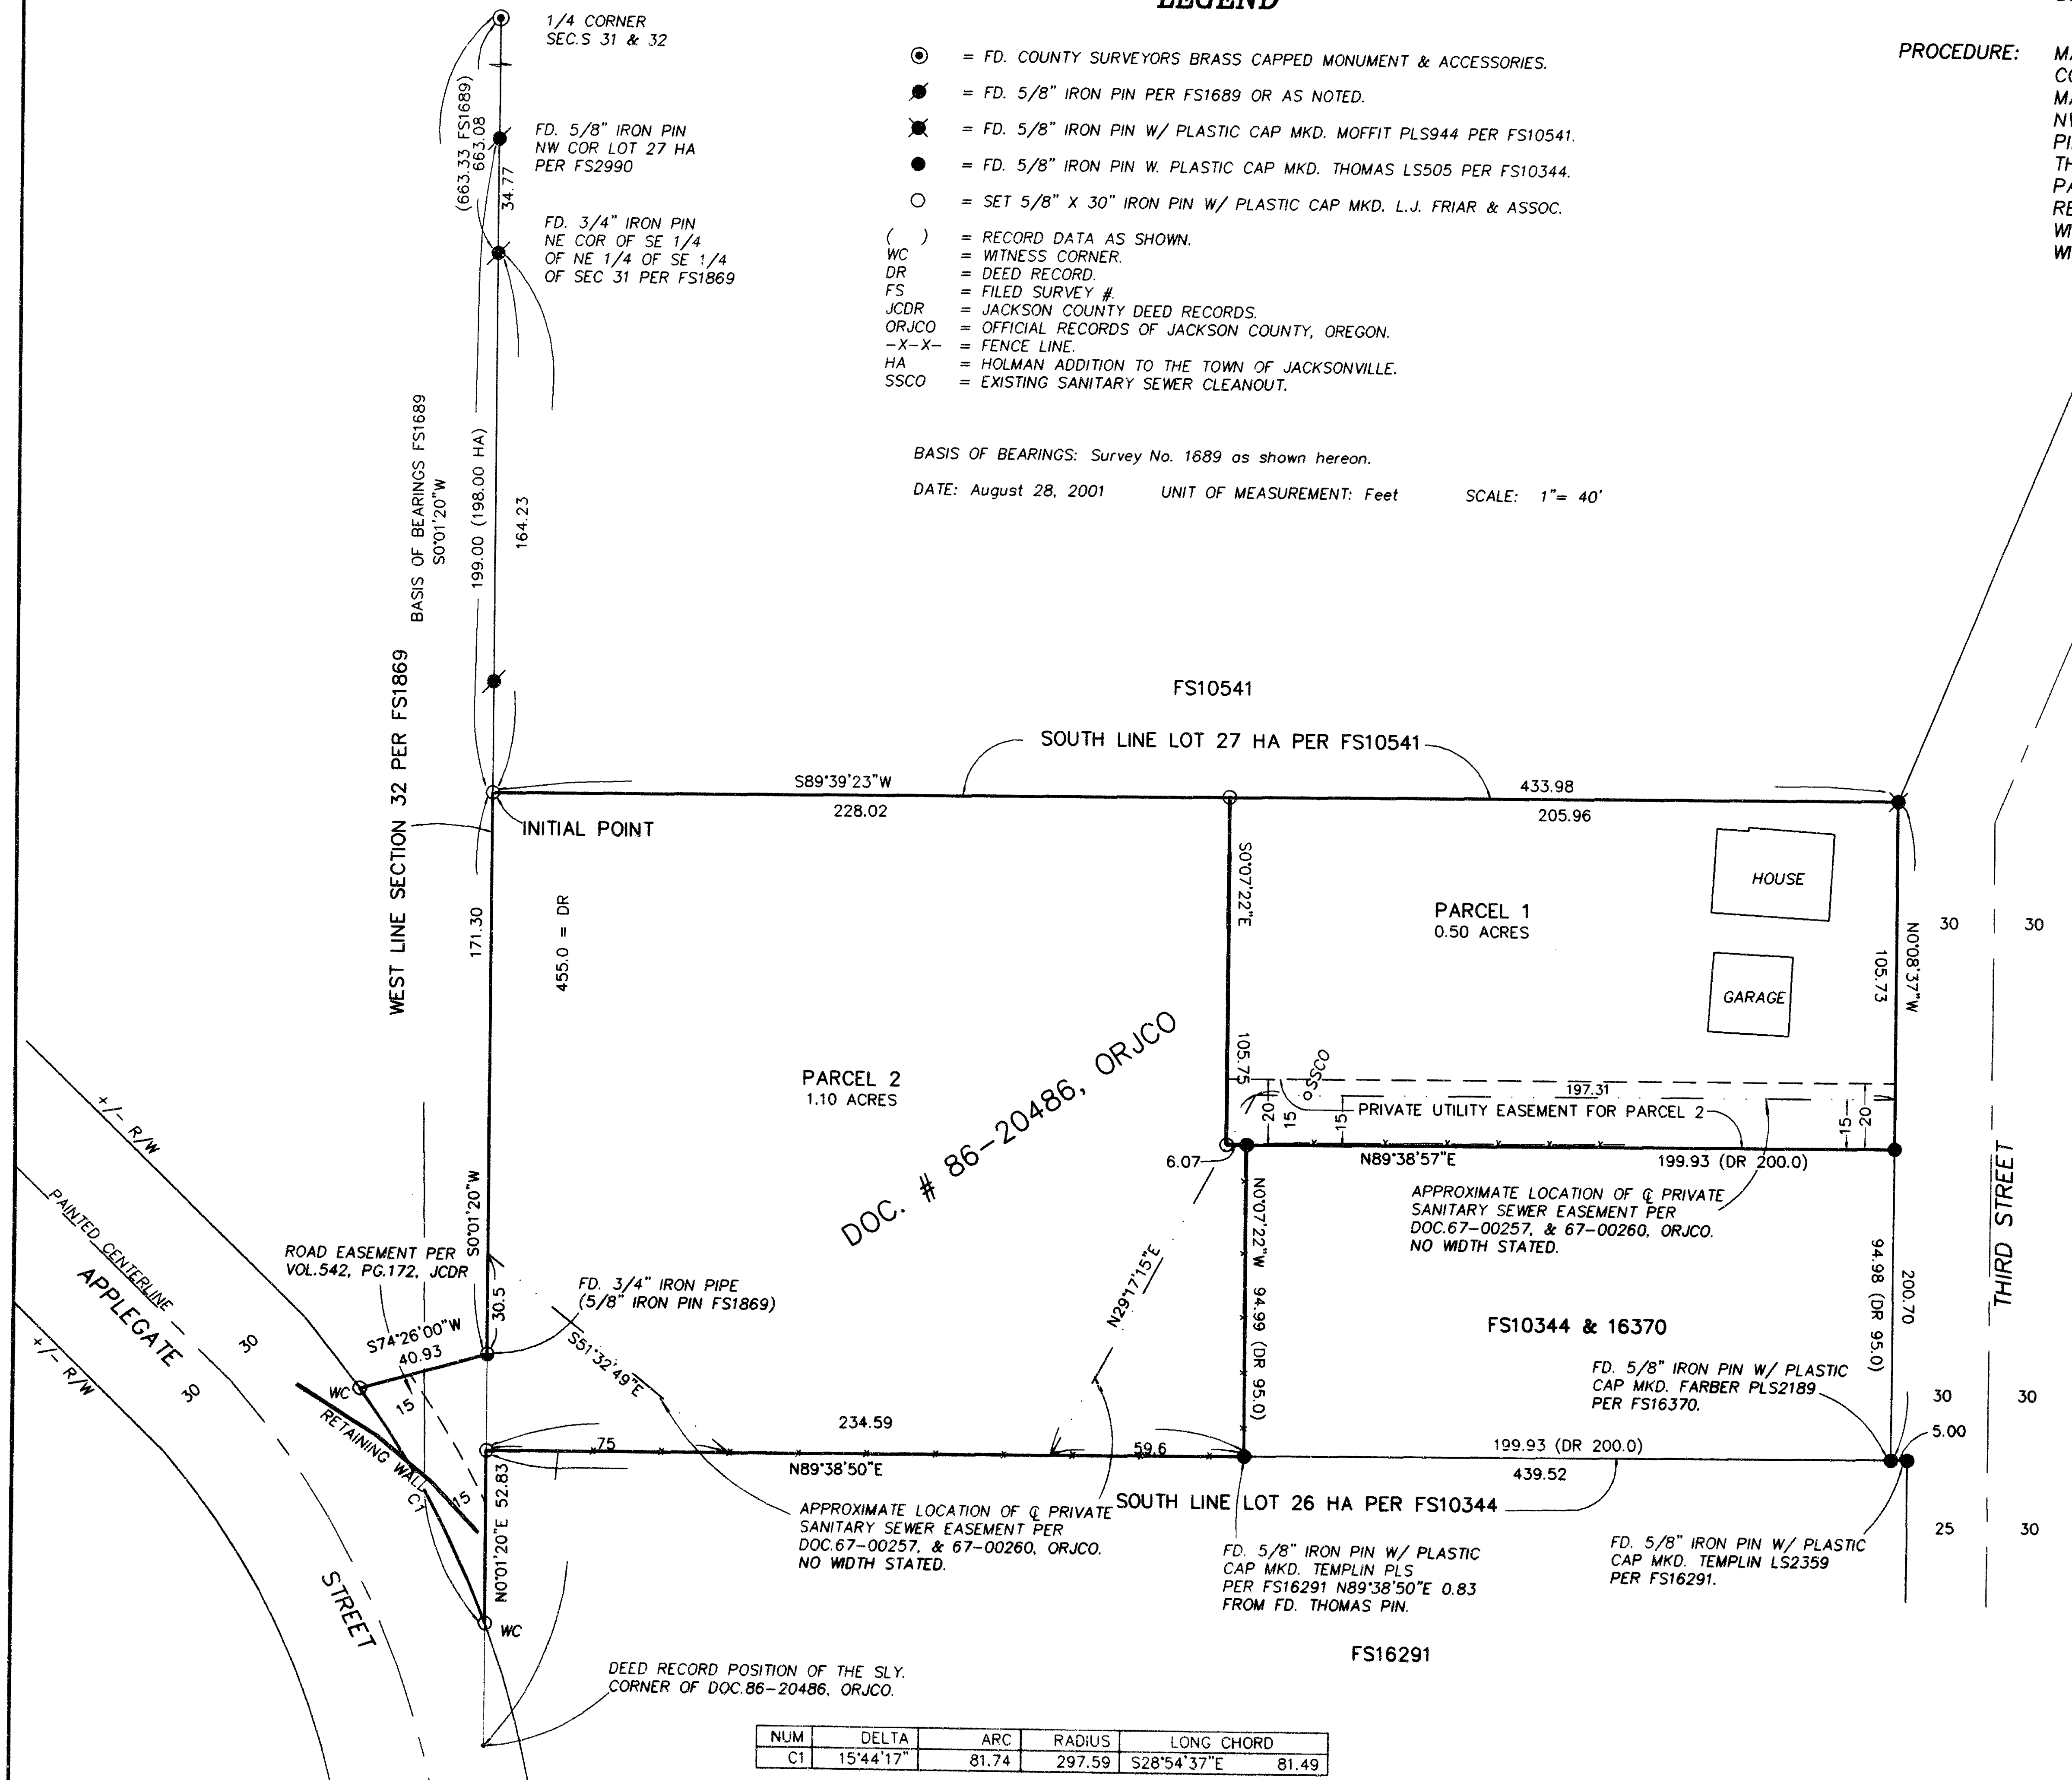 LEGEND
1/4 CORNER
SEC.S 31 & 32
= FD. COUNTY SURVEYORS BRASS CAPPED MONUMENT & ACCESSORIES.
= FD. 5/8" IRON PIN PER FS1689 OR AS NOTED.
= FD. 5/8" IRON PIN W/ PLASTIC CAP MKD. MOFFIT PLS944 PER FS10541.
= FD. 5/8" IRON PIN W. PLASTIC CAP MKD. THOMAS LS505 PER FS10344.
= SET 5/8" X 30" IRON PIN W/ PLASTIC CAP MKD. L.J. FRIAR & ASSOC.
( ) = RECORD DATA AS SHOWN.
WC = WITNESS CORNER.
DR = DEED RECORD.
FS = FILED SURVEY #.
JCDR = JACKSON COUNTY DEED RECORDS.
ORJCO = OFFICIAL RECORDS OF JACKSON COUNTY, OREGON.
-X-X- = FENCE LINE.
HA = HOLMAN ADDITION TO THE TOWN OF JACKSONVILLE.
SSCO = EXISTING SANITARY SEWER CLEANOUT.
PROCEDURE:
BASIS OF BEARINGS: Survey No. 1689 as shown hereon.
DATE: August 28, 2001 UNIT OF MEASUREMENT: Feet SCALE: 1"= 40'
(663.33 FS1689)
663.08
FD. 5/8" IRON PIN
NW COR LOT 27 HA
PER FS2990
34.77
FD. 3/4" IRON PIN
NE COR OF SE 1/4
OF NE 1/4 OF SE 1/4
OF SEC 31 PER FS1869
BASIS OF BEARINGS FS1689
S0°01'20"W
199.00 (198.00 HA)
164.23
WEST LINE SECTION 32 PER FS1869
FS10541
SOUTH LINE LOT 27 HA PER FS10541
S89°39'23"W
228.02
433.98
205.96
INITIAL POINT
171.30
455.0 = DR
S0°07'22"E
105.75
PARCEL 1
0.50 ACRES
HOUSE
GARAGE
N0°08'37"W
105.73
30
30
PARCEL 2
1.10 ACRES
DOC. # 86-20486, ORJCO
SSCO
197.31
PRIVATE UTILITY EASEMENT FOR PARCEL 2
20
15
15
15
20
6.07
N89°38'57"E
199.93 (DR 200.0)
APPROXIMATE LOCATION OF ℄ PRIVATE
SANITARY SEWER EASEMENT PER
DOC.67-00257, & 67-00260, ORJCO.
NO WIDTH STATED.
THIRD STREET
+/- R/W
PAINTED CENTERLINE
APPLEGATE
30
30
+/- R/W
ROAD EASEMENT PER
VOL.542, PG.172, JCDR
S0°01'20"W
30.5
FD. 3/4" IRON PIPE
(5/8" IRON PIN FS1869)
S74°26'00"W
40.93
S51°32'49"E
N29°17'15"E
N0°07'22"W 94.99 (DR 95.0)
94.98 (DR 95.0)
200.70
FS10344 & 16370
FD. 5/8" IRON PIN W/ PLASTIC
CAP MKD. FARBER PLS2189
PER FS16370.
30
30
5.00
WC
15
RETAINING WALL
C1
15
234.59
75
59.6
N89°38'50"E
199.93 (DR 200.0)
439.52
N0°01'20"E 52.83
APPROXIMATE LOCATION OF ℄ PRIVATE
SANITARY SEWER EASEMENT PER
DOC.67-00257, & 67-00260, ORJCO.
NO WIDTH STATED.
SOUTH LINE LOT 26 HA PER FS10344
FD. 5/8" IRON PIN W/ PLASTIC
CAP MKD. TEMPLIN PLS
PER FS16291 N89°38'50"E 0.83
FROM FD. THOMAS PIN.
FD. 5/8" IRON PIN W/ PLASTIC
CAP MKD. TEMPLIN LS2359
PER FS16291.
25
30
STREET
WC
FS16291
DEED RECORD POSITION OF THE SLY.
CORNER OF DOC.86-20486, ORJCO.
NUM DELTA ARC RADIUS LONG CHORD
C1 15°44'17" 81.74 297.59 S28°54'37"E 81.49